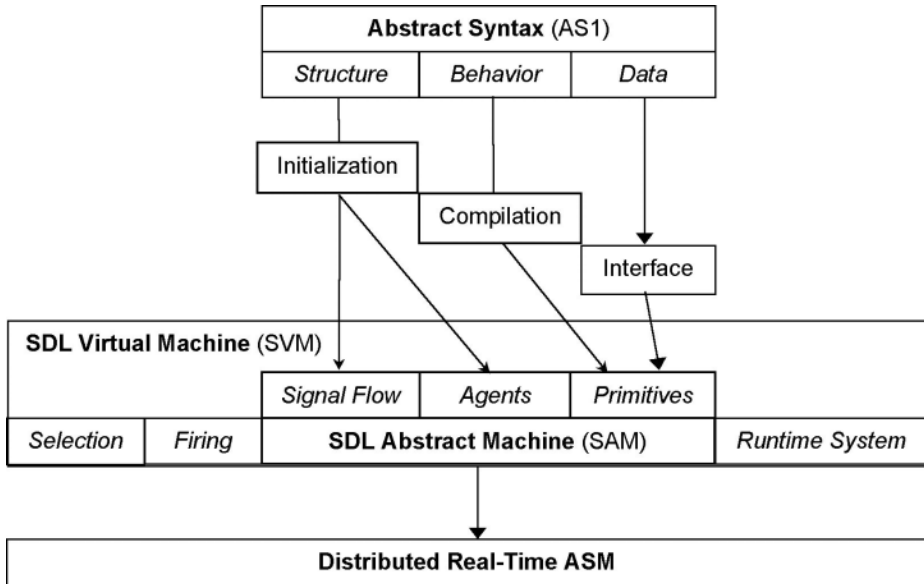 Abstract Syntax (AS1)
Structure Behavior Data
Initialization
Compilation
Interface
SDL Virtual Machine (SVM)
Signal Flow Agents Primitives
Selection Firing SDL Abstract Machine (SAM) Runtime System
Distributed Real-Time ASM